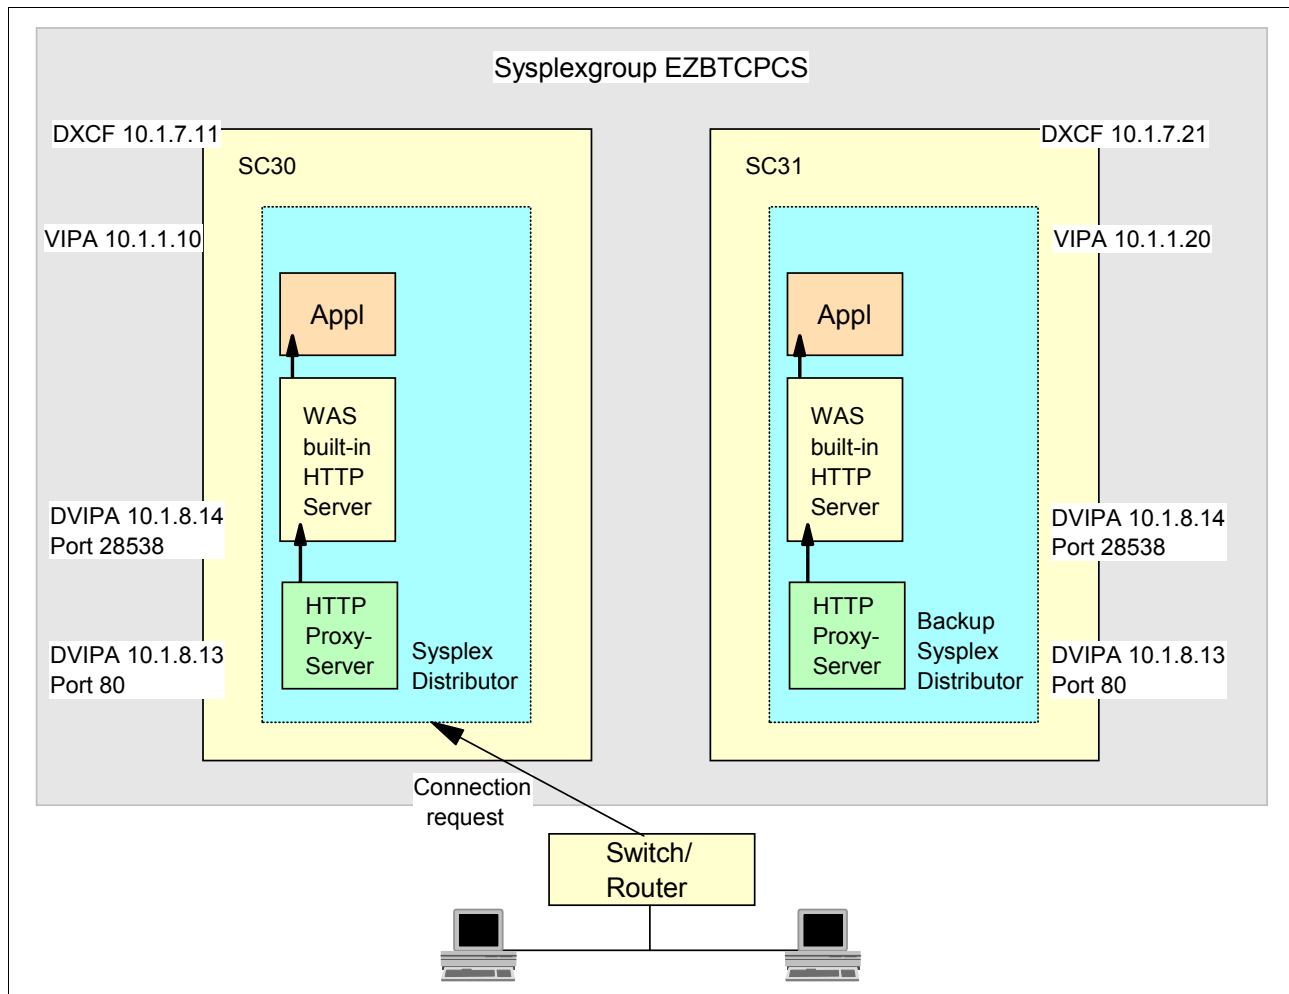 Sysplexgroup EZBTCPCS
DXCF 10.1.7.11
SC30
VIPA 10.1.1.10
Appl
WAS
built-in
HTTP
Server
DVIPA 10.1.8.14
Port 28538
HTTP
Proxy-
Server
Sysplex
Distributor
DVIPA 10.1.8.13
Port 80
DXCF 10.1.7.21
SC31
VIPA 10.1.1.20
Appl
WAS
built-in
HTTP
Server
DVIPA 10.1.8.14
Port 28538
HTTP
Proxy-
Server
Backup
Sysplex
Distributor
DVIPA 10.1.8.13
Port 80
Connection
request
Switch/
Router